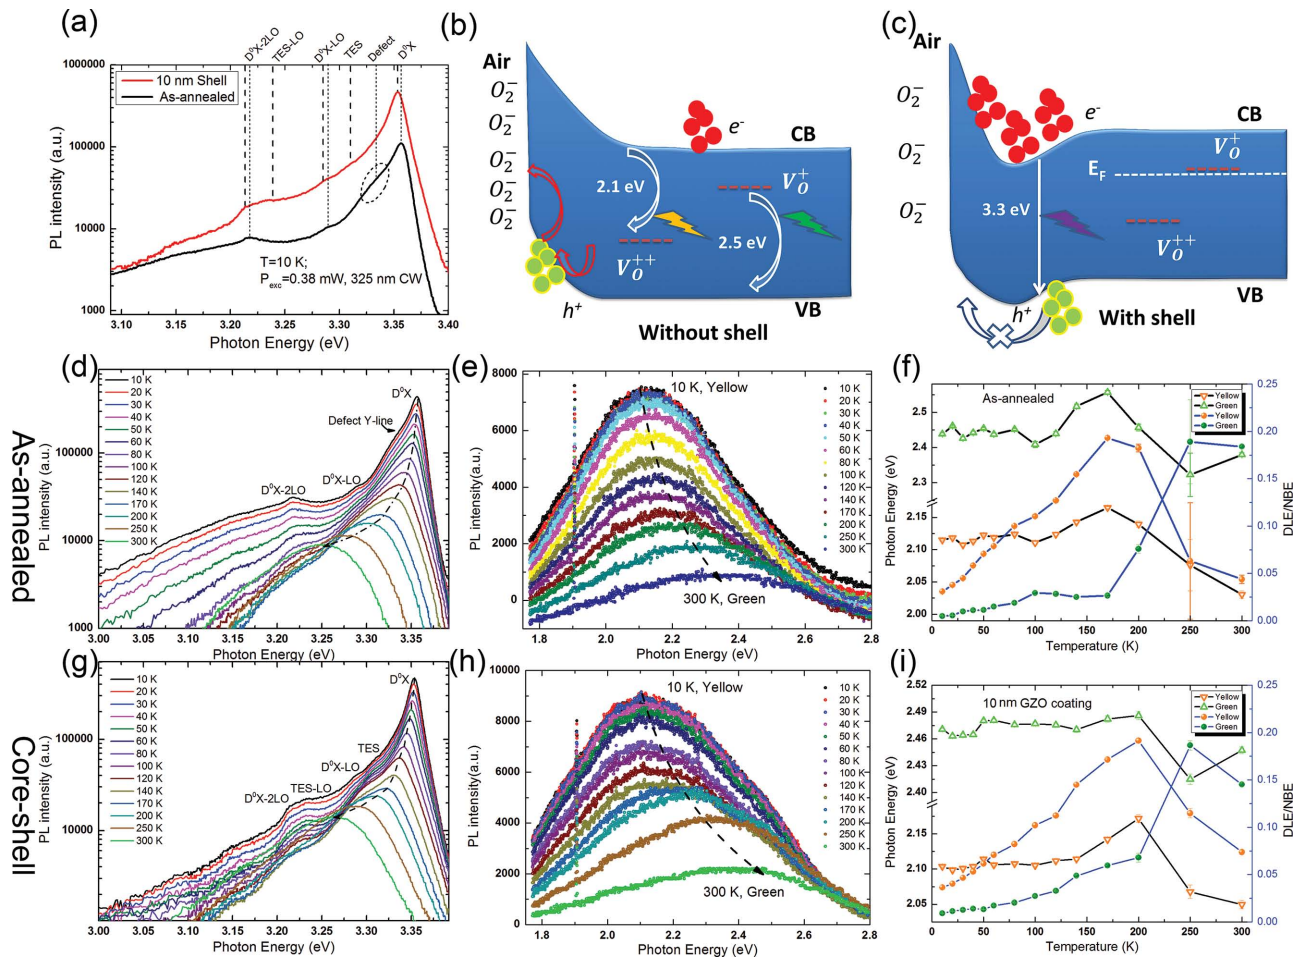 (a)
D⁰X-2LO
TES-LO
D⁰X-LO
TES
Defect
D⁰X
1000000
100000
10000
1000
PL intensity (a.u.)
10 nm Shell
As-annealed
T=10 K;
Pexc=0.38 mW, 325 nm CW
3.10 3.15 3.20 3.25 3.30 3.35 3.40
Photon Energy (eV)
(b)
Air
O₂⁻
O₂⁻
O₂⁻
O₂⁻
O₂⁻
e⁻
CB
2.1 eV
V_O^+
2.5 eV
V_O^{++}
h⁺
VB
Without shell
(c)
Air
O₂⁻
O₂⁻
O₂⁻
e⁻
CB
V_O^+
E_F
3.3 eV
V_O^{++}
VB
h⁺
With shell
As-annealed
(d)
10 K
20 K
30 K
40 K
50 K
60 K
80 K
100 K
120 K
140 K
170 K
200 K
250 K
300 K
D⁰X
Defect Y-line
D⁰X-LO
D⁰X-2LO
100000
10000
1000
PL intensity (a.u.)
3.00 3.05 3.10 3.15 3.20 3.25 3.30 3.35
Photon Energy (eV)
(e)
8000
6000
4000
2000
0
PL intensity(a.u.)
10 K, Yellow
300 K, Green
10 K
20 K
30 K
40 K
50 K
60 K
80 K
100 K
120 K
140 K
170 K
200 K
250 K
300 K
1.8 2.0 2.2 2.4 2.6 2.8
Photon Energy (eV)
(f)
As-annealed
Yellow
Green
Yellow
Green
2.5
2.4
2.3
2.15
2.10
2.05
2.00
Photon Energy (eV)
0.25
0.20
0.15
0.10
0.05
0.00
DLE/NBE
0 50 100 150 200 250 300
Temperature (K)
Core-shell
(g)
10 K
20 K
30 K
40 K
50 K
60 K
80 K
100 K
120 K
140 K
170 K
200 K
250 K
300 K
D⁰X
TES
D⁰X-LO
TES-LO
D⁰X-2LO
100000
10000
PL intensity (a.u.)
3.00 3.05 3.10 3.15 3.20 3.25 3.30 3.35
Photon Energy (eV)
(h)
10000
8000
6000
4000
2000
0
PL intensity(a.u.)
10 K, Yellow
300 K, Green
10 K
20 K
30 K
40 K
50 K
60 K
80 K
100 K
120 K
140 K
170 K
200 K
250 K
300 K
1.8 2.0 2.2 2.4 2.6 2.8
Photon Energy (eV)
(i)
10 nm GZO coating
Yellow
Green
Yellow
Green
2.52
2.48
2.44
2.40
2.15
2.10
2.05
Photon Energy (eV)
0.25
0.20
0.15
0.10
0.05
0.00
DLE/NBE
0 50 100 150 200 250 300
Temperature (K)